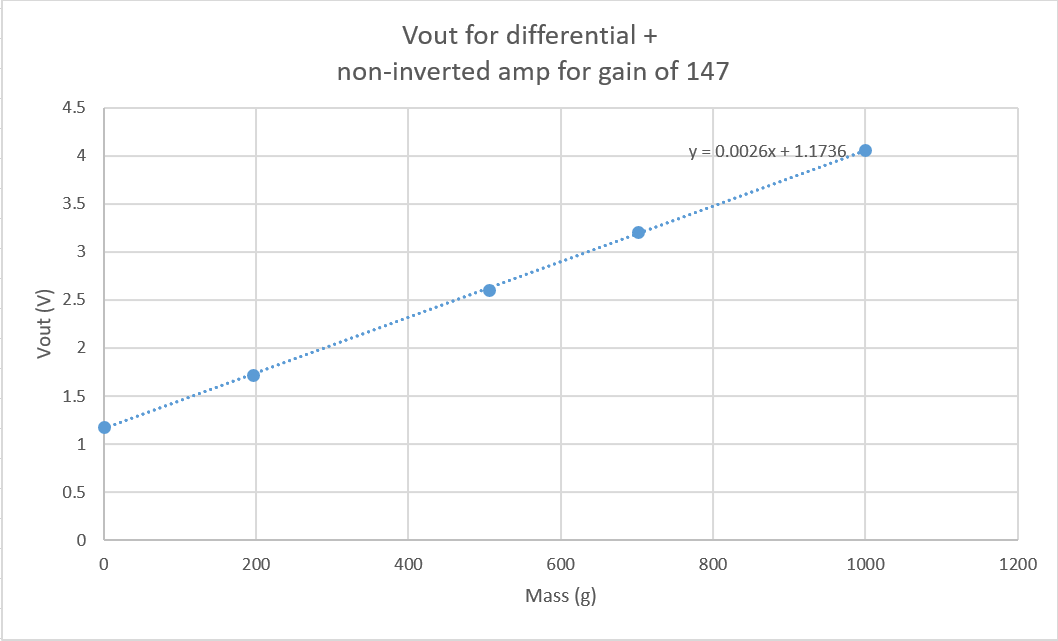 Vout for differential +
non-inverted amp for gain of 147
4.5
4
3.5
3
2.5
2
1.5
1
0.5
0
y = 0.0026x + 1.1736
Vout (V)
0 200 400 600 800 1000 1200
Mass (g)